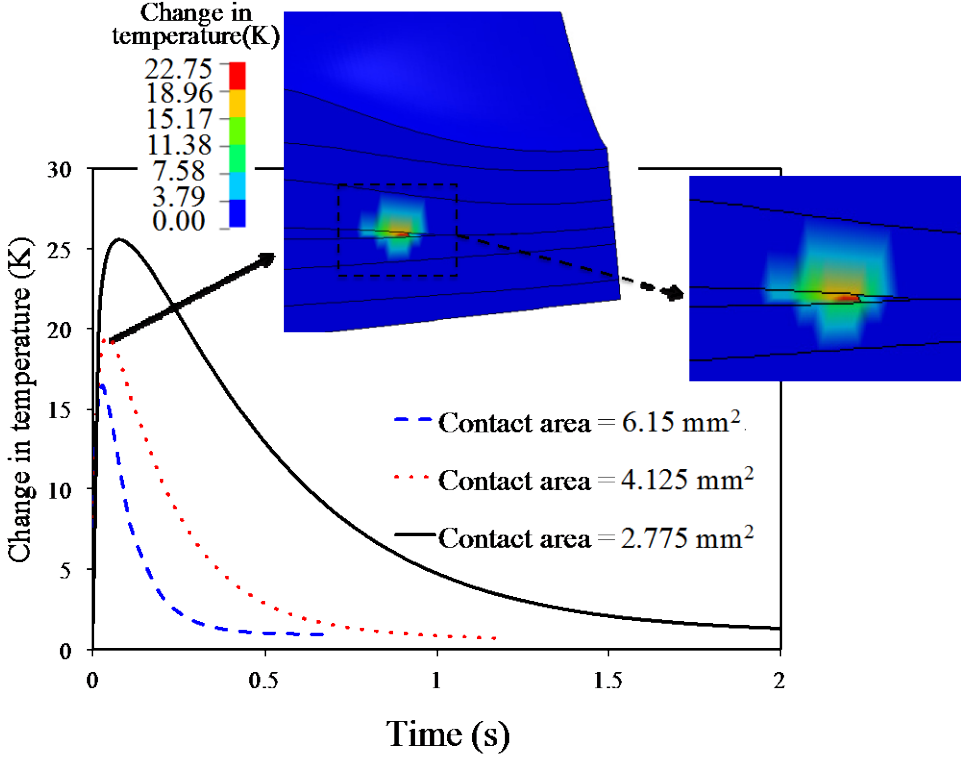 Change in
temperature(K)
22.75
18.96
15.17
11.38
7.58
3.79
0.00
30
25
20
15
10
5
0
Change in temperature (K)
Contact area = 6.15 mm²
Contact area = 4.125 mm²
Contact area = 2.775 mm²
0 0.5 1 1.5 2
Time (s)